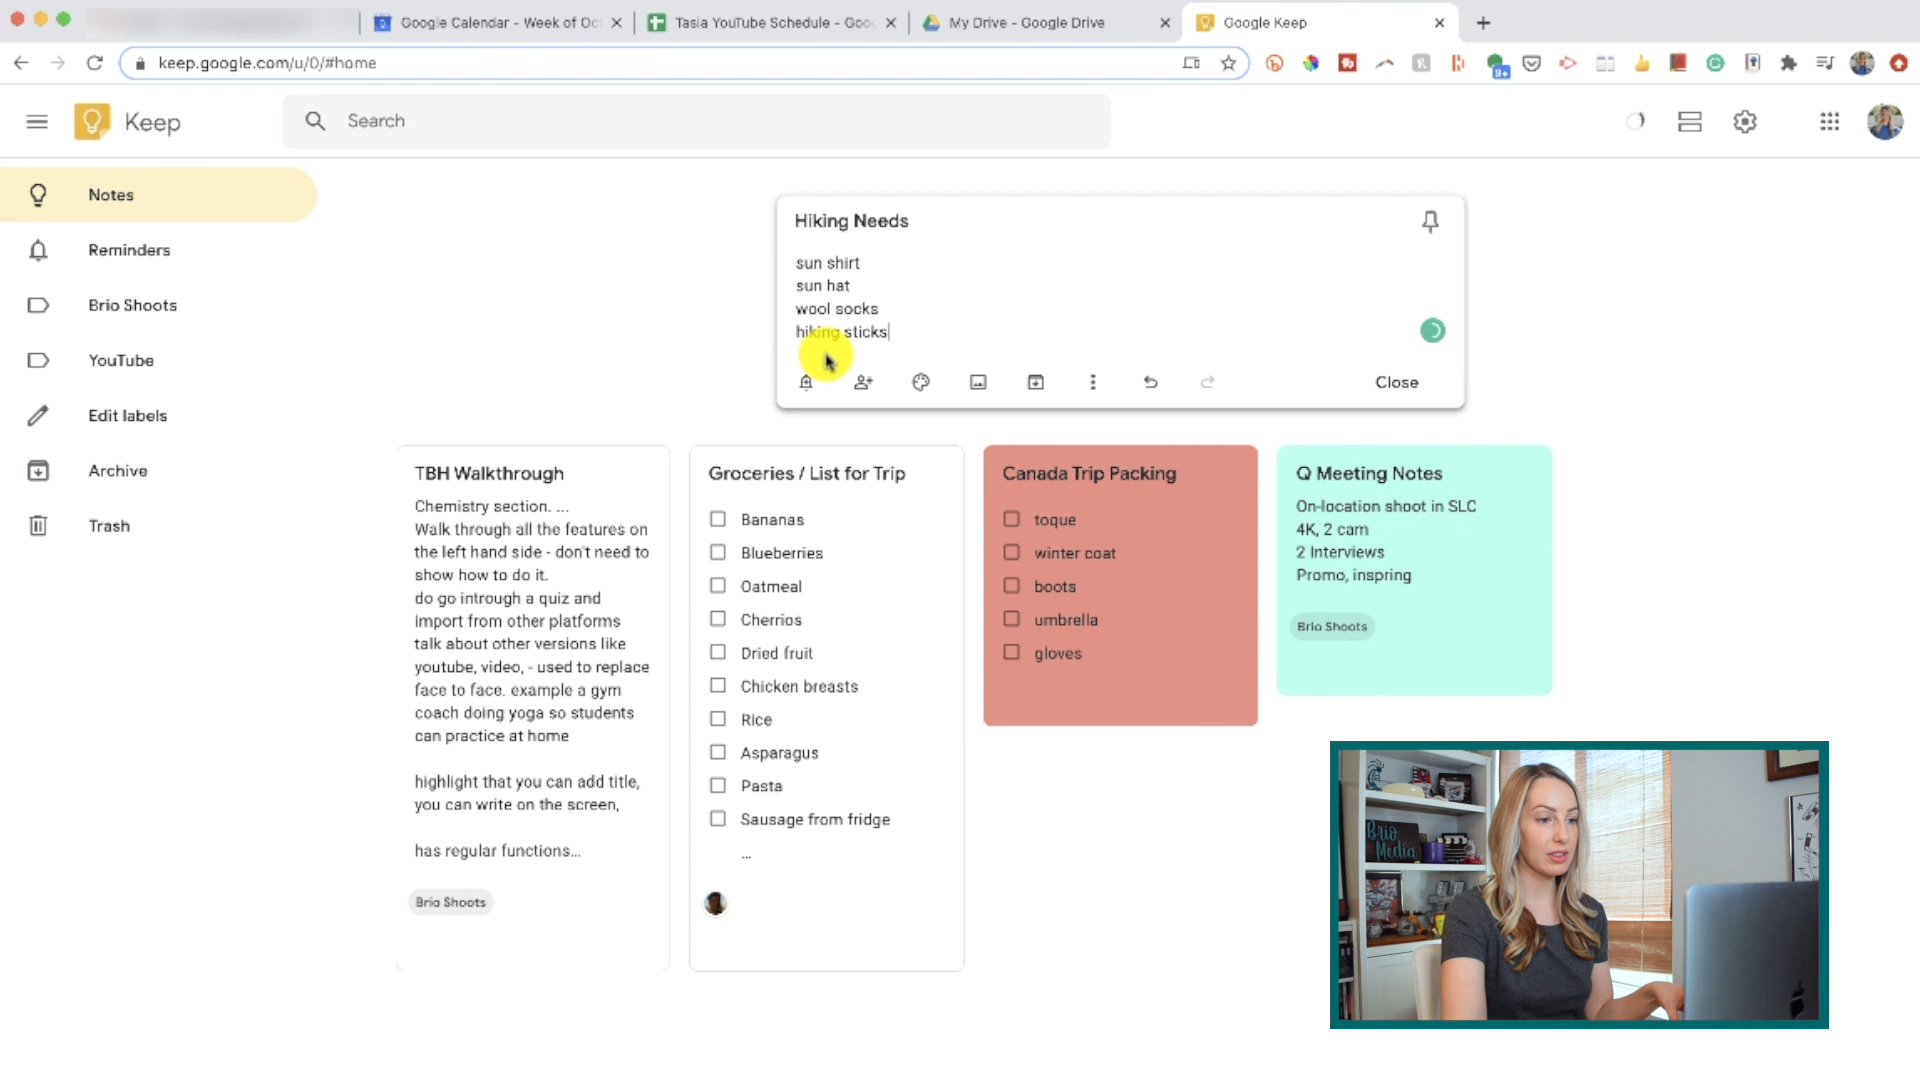 Google Calendar - Week of Oc
Tasia YouTube Schedule - Goo
My Drive - Google Drive
Google Keep
keep.google.com/u/0/#home
Keep
Search
Notes
Reminders
Brio Shoots
YouTube
Edit labels
Archive
Trash
Hiking Needs
sun shirt
sun hat
wool socks
hiking sticks
Close
TBH Walkthrough
Chemistry section. ...
Walk through all the features on
the left hand side - don't need to
show how to do it.
do go intrough a quiz and
import from other platforms
talk about other versions like
youtube, video, - used to replace
face to face. example a gym
coach doing yoga so students
can practice at home
highlight that you can add title,
you can write on the screen,
has regular functions...
Brio Shoots
Groceries / List for Trip
Bananas
Blueberries
Oatmeal
Cherrios
Dried fruit
Chicken breasts
Rice
Asparagus
Pasta
Sausage from fridge
...
Canada Trip Packing
toque
winter coat
boots
umbrella
gloves
Q Meeting Notes
On-location shoot in SLC
4K, 2 cam
2 Interviews
Promo, inspring
Brio Shoots
Brio
Media